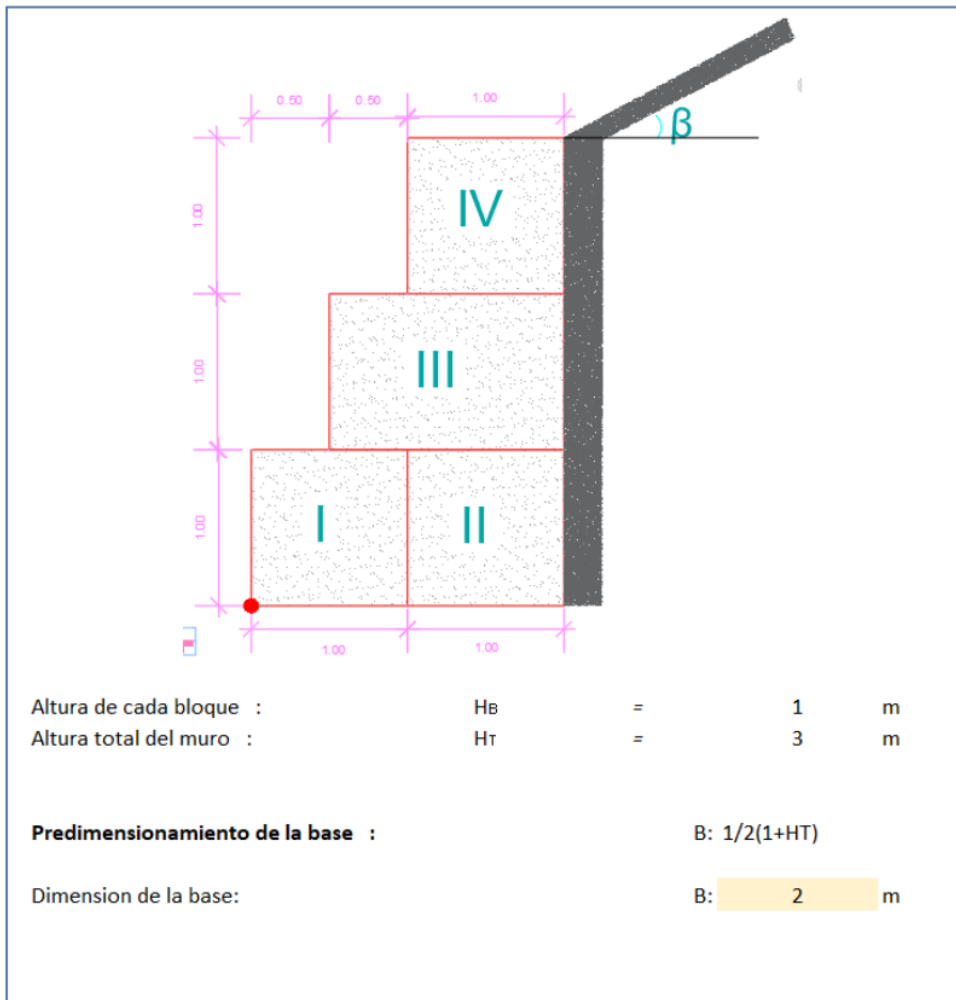 0.50 0.50 1.00
β
1.00
IV
1.00
III
1.00
I II
1.00 1.00
Altura de cada bloque : HB = 1 m
Altura total del muro : HT = 3 m
Predimensionamiento de la base : B: 1/2(1+HT)
Dimension de la base: B: 2 m